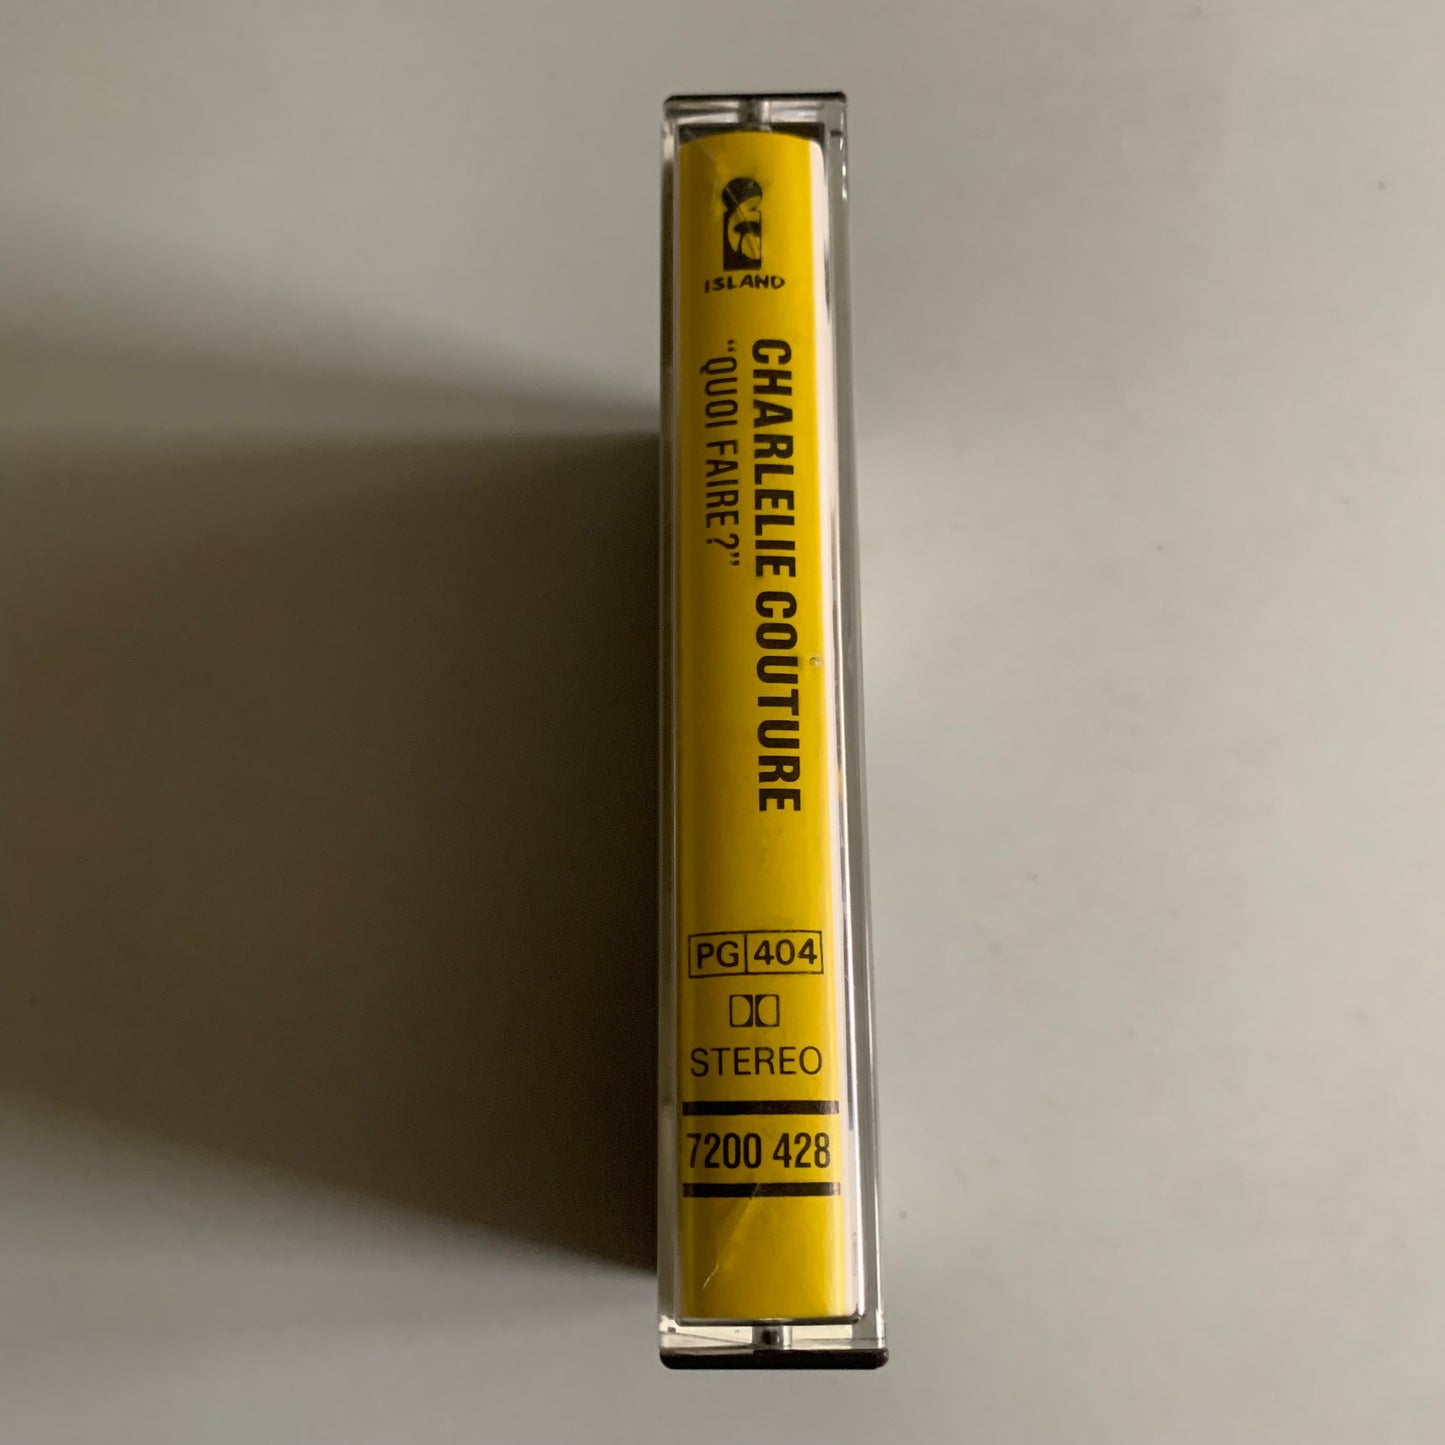 ISLAND
CHARLELIE COUTURE
“QUOI FAIRE?”
PG 404
STEREO
7200 428